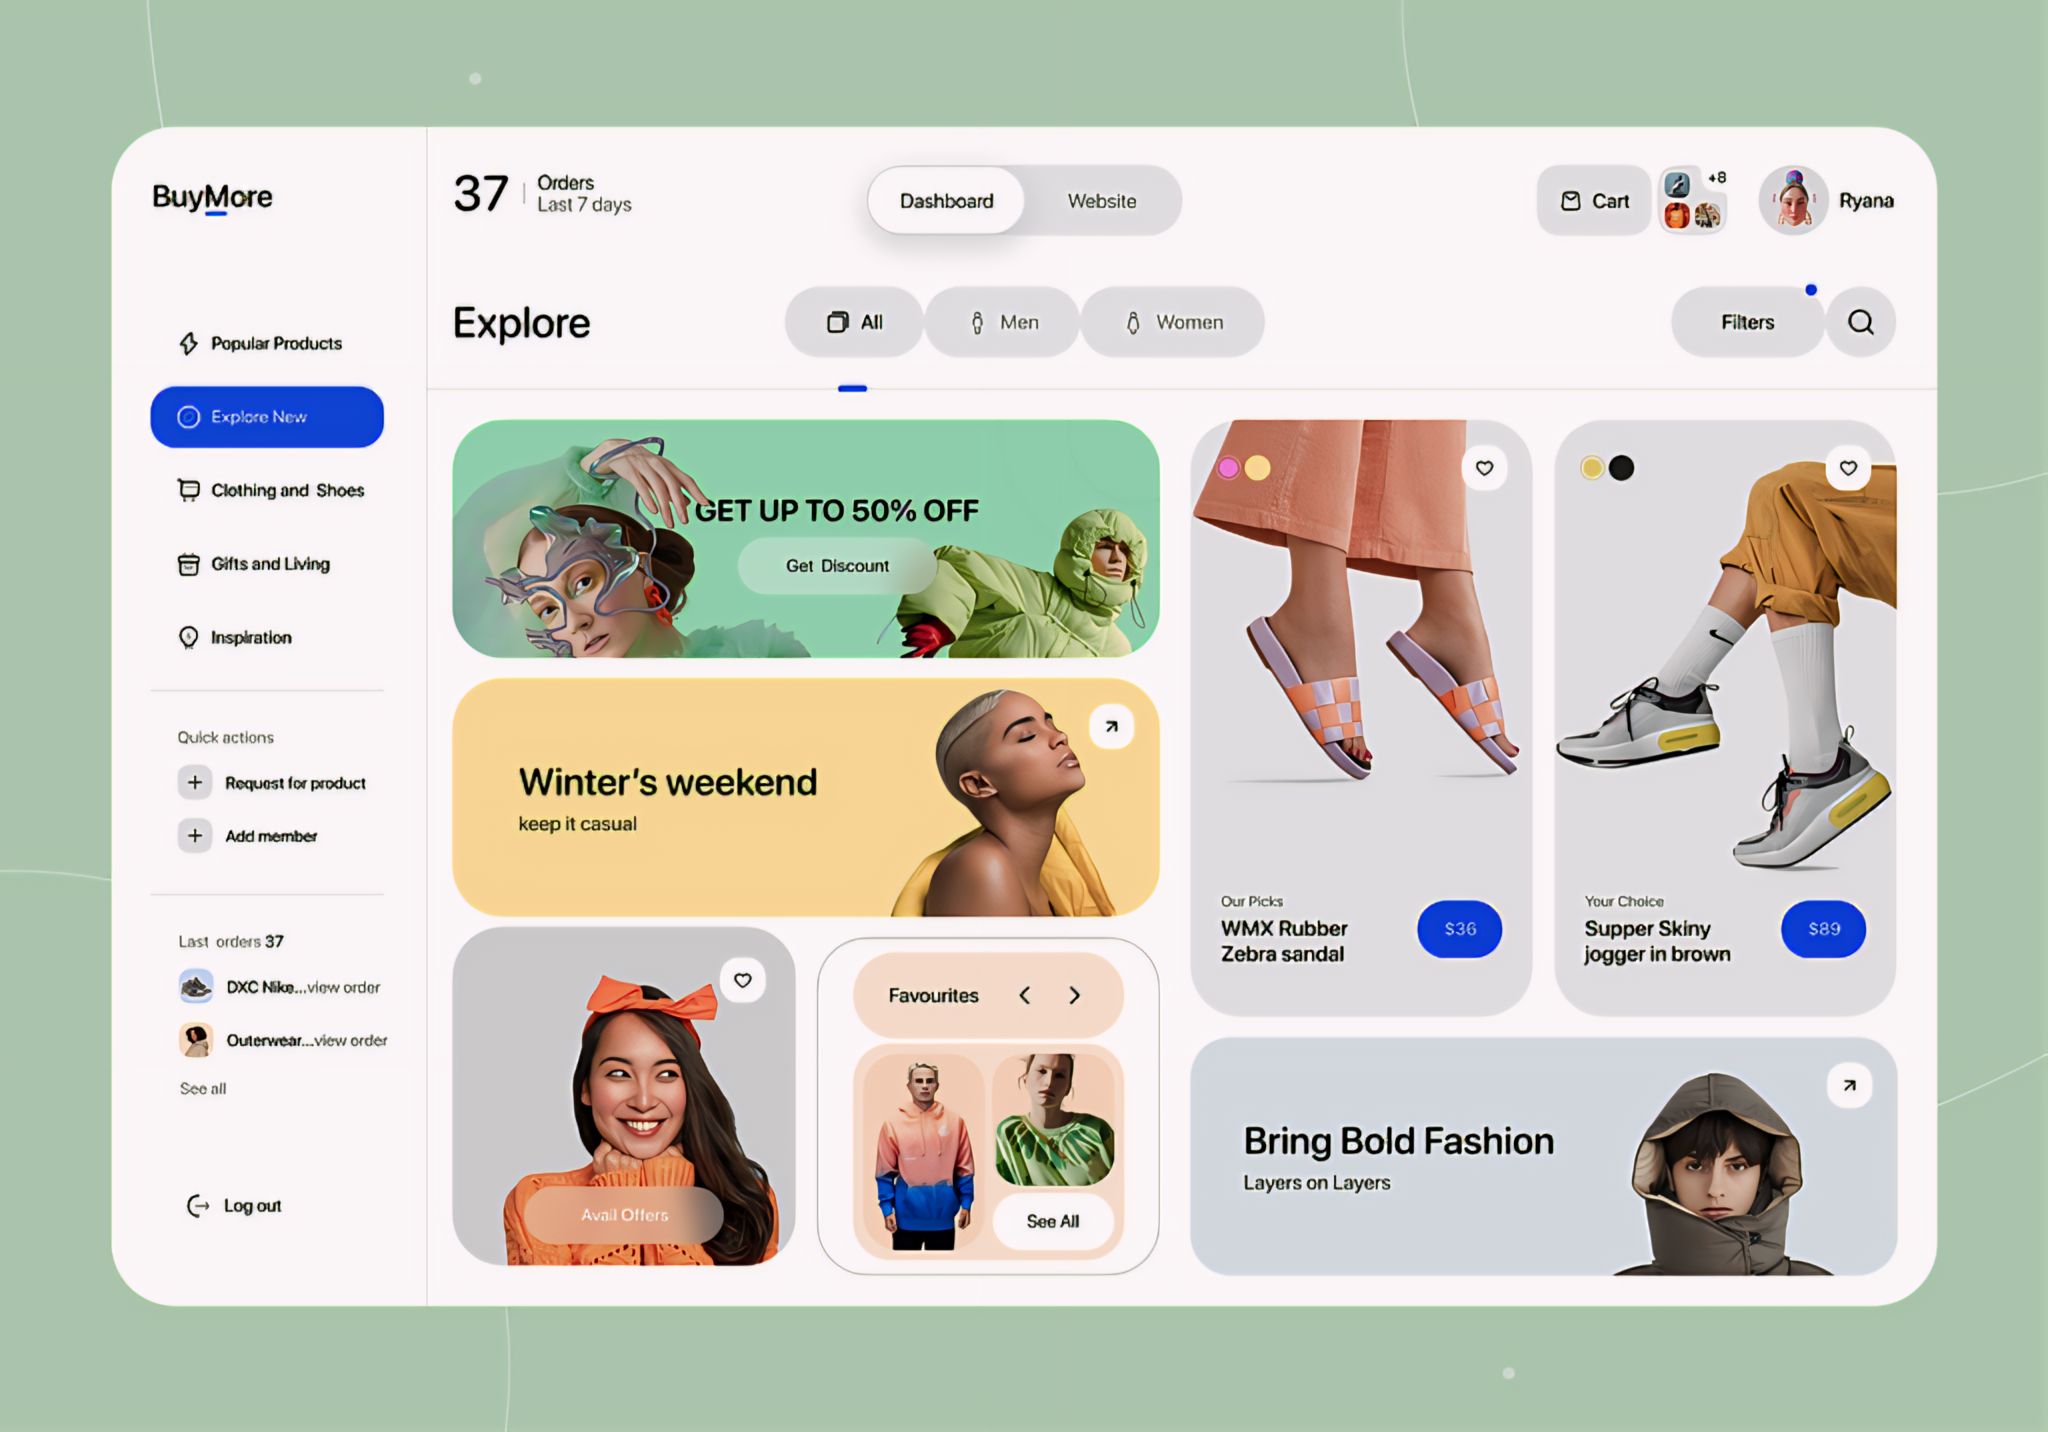 BuyMore
37
Orders
Last 7 days
Dashboard
Website
Cart
+8
Ryana
Explore
All
Men
Women
Filters
Popular Products
Explore New
Clothing and Shoes
Gifts and Living
Inspiration
Quick actions
Request for product
Add member
Last orders 37
DXC Nike...view order
Outerwear...view order
See all
Log out
GET UP TO 50% OFF
Get Discount
Winter's weekend
keep it casual
Avail Offers
Favourites
See All
Our Picks
WMX Rubber
Zebra sandal
$36
Your Choice
Supper Skiny
jogger in brown
$89
Bring Bold Fashion
Layers on Layers